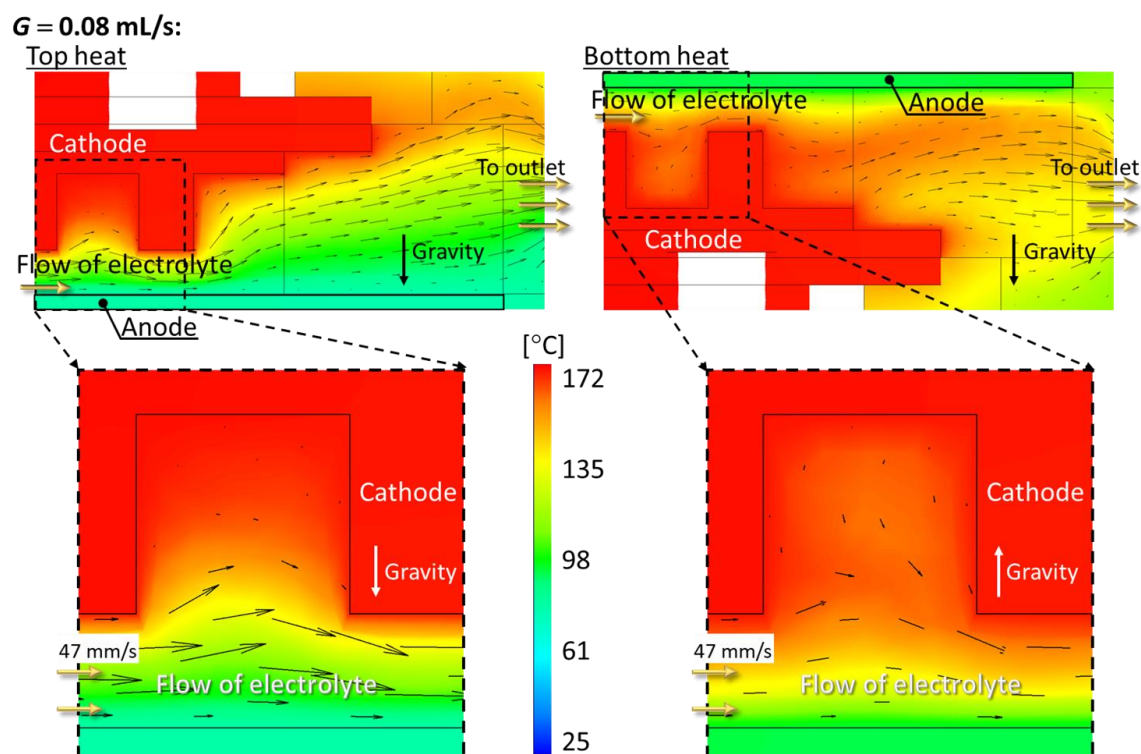 G = 0.08 mL/s:
Top heat
Bottom heat
Flow of electrolyte
Anode
Cathode
To outlet
To outlet
Gravity
Cathode
Gravity
Flow of electrolyte
Anode
[°C]
172
135
98
61
25
Cathode
Gravity
47 mm/s
Flow of electrolyte
Cathode
Gravity
47 mm/s
Flow of electrolyte